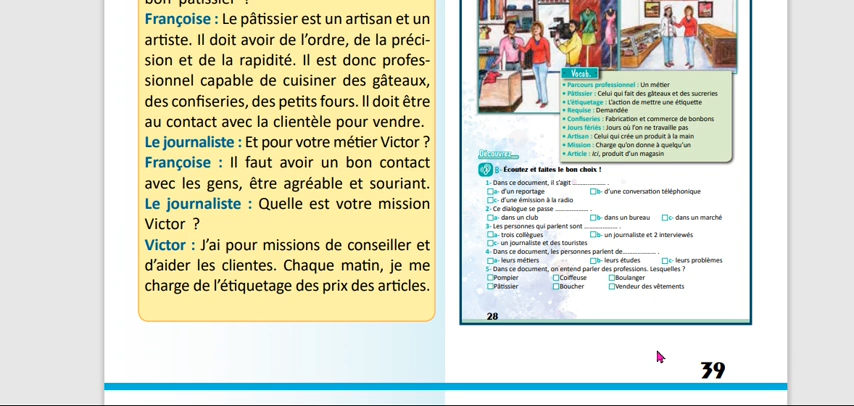 bon pâtissier ?
Françoise : Le pâtissier est un artisan et un
artiste. Il doit avoir de l'ordre, de la préci-
sion et de la rapidité. Il est donc profes-
sionnel capable de cuisiner des gâteaux,
des confiseries, des petits fours. Il doit être
au contact avec la clientèle pour vendre.
Le journaliste : Et pour votre métier Victor ?
Françoise : Il faut avoir un bon contact
avec les gens, être agréable et souriant.
Le journaliste : Quelle est votre mission
Victor ?
Victor : J'ai pour missions de conseiller et
d'aider les clientes. Chaque matin, je me
charge de l'étiquetage des prix des articles.
Vocab.
• Parcours professionnel : Un métier
• Pâtissier : Celui qui fait des gâteaux et des sucreries
• L'étiquetage : L'action de mettre une étiquette
• Requise : Demandée
• Confiseries : Fabrication et commerce de bonbons
• Jours fériés : Jours où l'on ne travaille pas
• Artisan : Celui qui crée un produit à la main
• Mission : Charge qu'on donne à quelqu'un
• Article : ici, produit d'un magasin
Découvrez...
B- Écoutez et faites le bon choix !
1- Dans ce document, il s'agit .............. .
a- d'un reportage b- d'une conversation téléphonique
c- d'une émission à la radio
2- Ce dialogue se passe .............. .
a- dans un club b- dans un bureau c- dans un marché
3- Les personnes qui parlent sont .............. .
a- trois collègues b- un journaliste et 2 interviewés
c- un journaliste et des touristes
4- Dans ce document, les personnes parlent de.............. .
a- leurs métiers b- leurs études c- leurs problèmes
5- Dans ce document, on entend parler des professions. Lesquelles ?
Pompier Coiffeuse Boulanger
Pâtissier Boucher Vendeur des vêtements
28
39